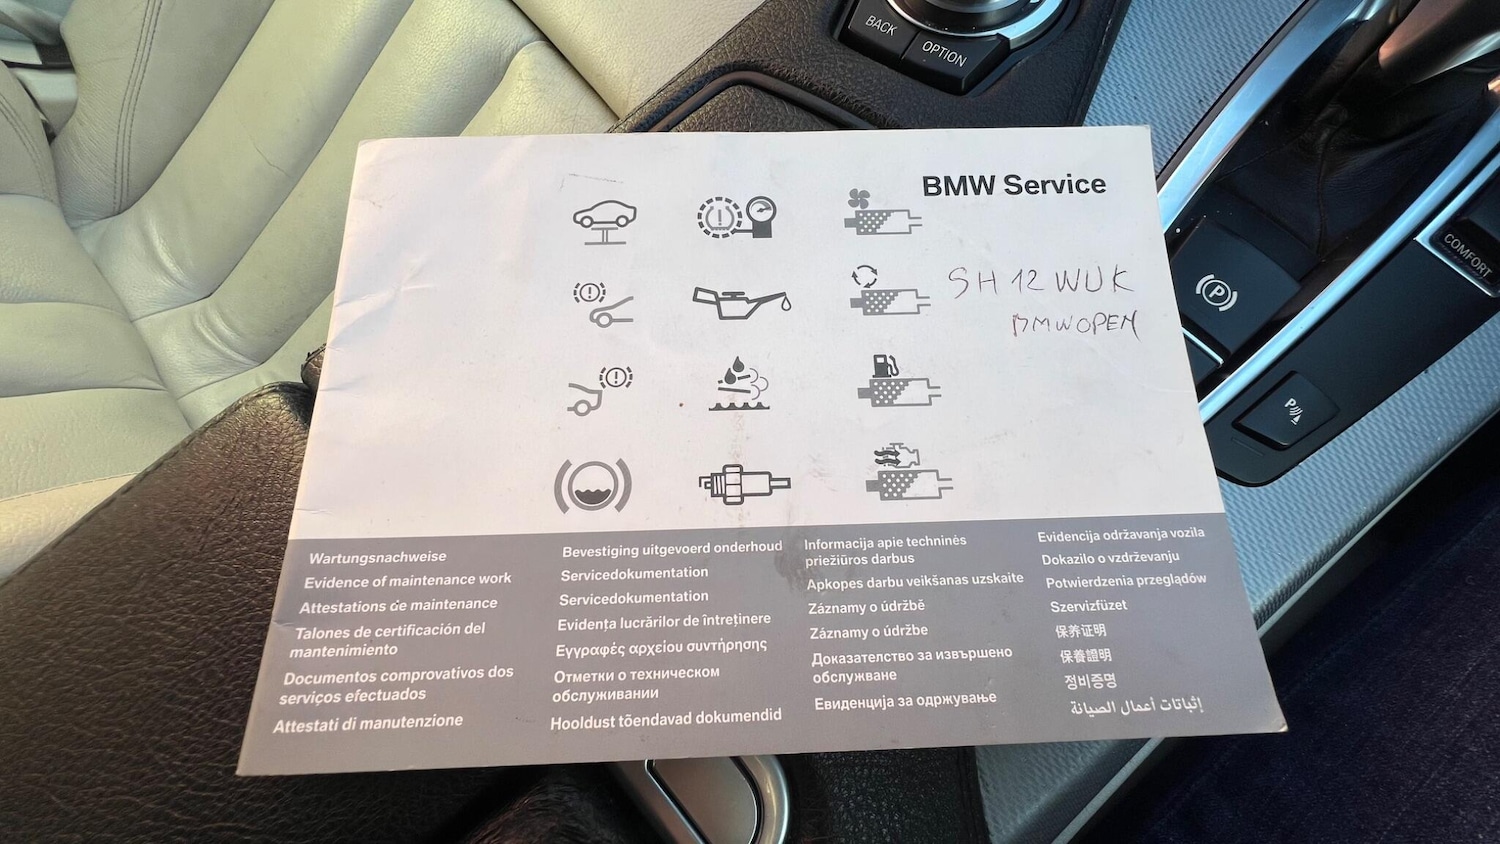 BACK
OPTION
BMW Service
SH 12 WUK
BMWOPEN
COMFORT
P
P
Wartungsnachweise
Evidence of maintenance work
Attestations de maintenance
Talones de certificación del
mantenimiento
Documentos comprovativos dos
serviços efectuados
Attestati di manutenzione
Bevestiging uitgevoerd onderhoud
Servicedokumentation
Servicedokumentation
Evidența lucrărilor de întreținere
Εγγραφές αρχείου συντήρησης
Отметки о техническом
обслуживании
Hooldust tõendavad dokumendid
Informacija apie techninės
priežiūros darbus
Apkopes darbu veikšanas uzskaite
Záznamy o údržbě
Záznamy o údržbe
Доказателство за извършено
обслужване
Евиденција за одржување
Evidencija održavanja vozila
Dokazilo o vzdrževanju
Potwierdzenia przeglądów
Szervizfüzet
保养证明
保養證明
정비증명
إثباتات أعمال الصيانة